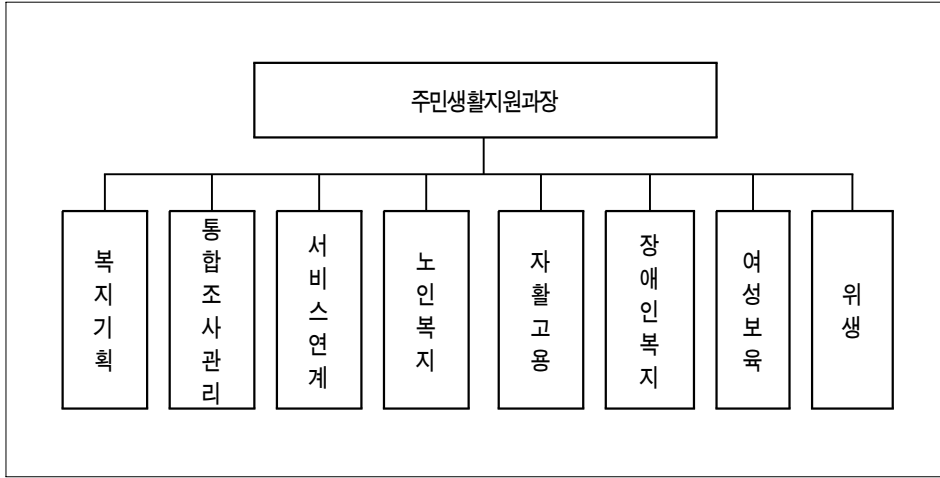 주민생활지원과장
복지기획
통합조사관리
서비스연계
노인복지
자활고용
장애인복지
여성보육
위생